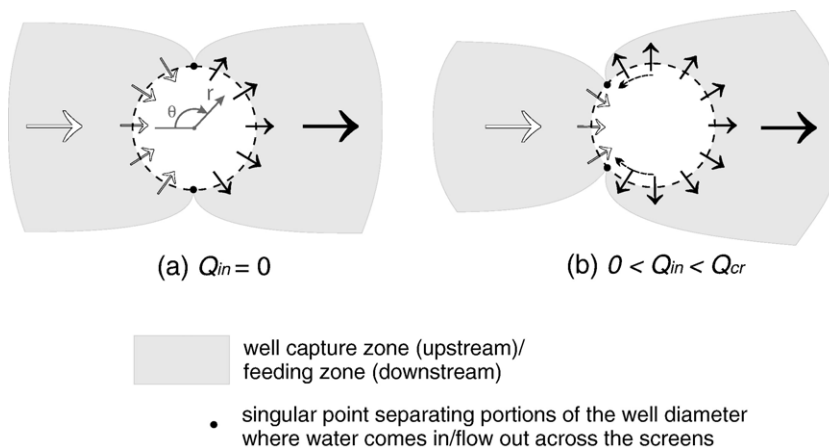 θ
r
(a) Qin = 0
(b) 0 < Qin < Qcr
well capture zone (upstream)/
feeding zone (downstream)
singular point separating portions of the well diameter
where water comes in/flow out across the screens